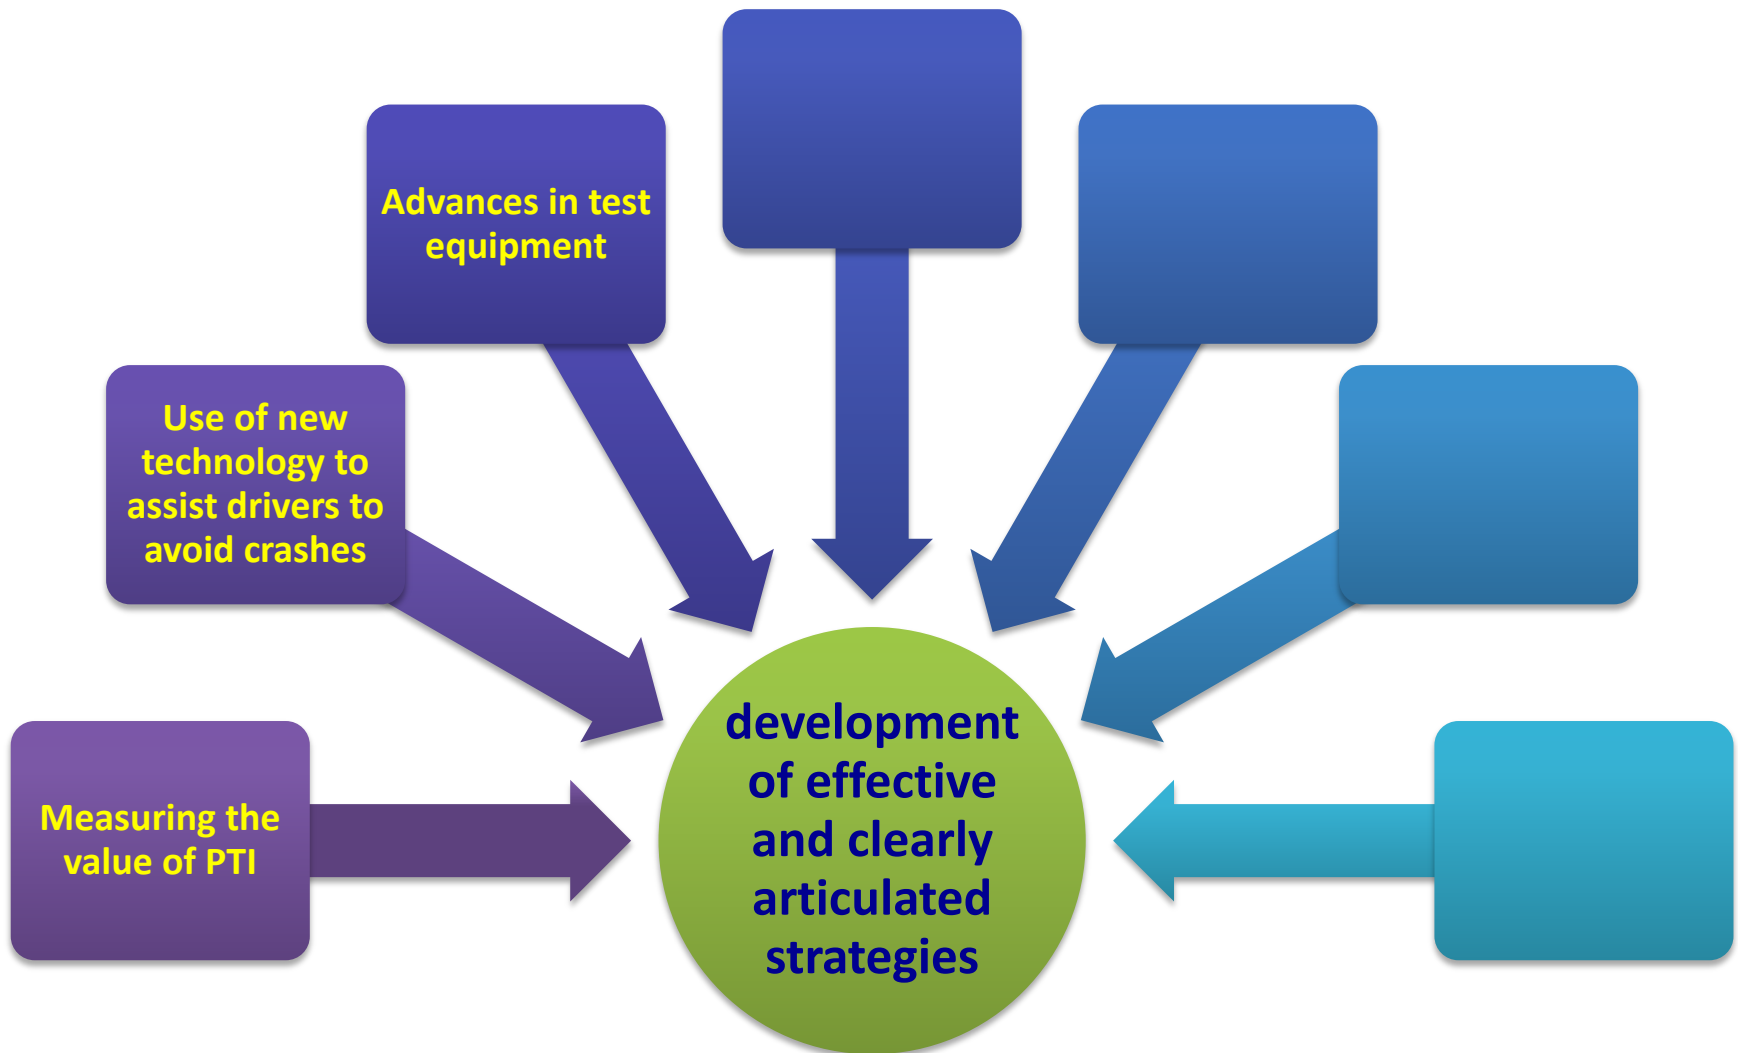 Advances in test
equipment
Use of new
technology to
assist drivers to
avoid crashes
Measuring the
value of PTI
development
of effective
and clearly
articulated
strategies